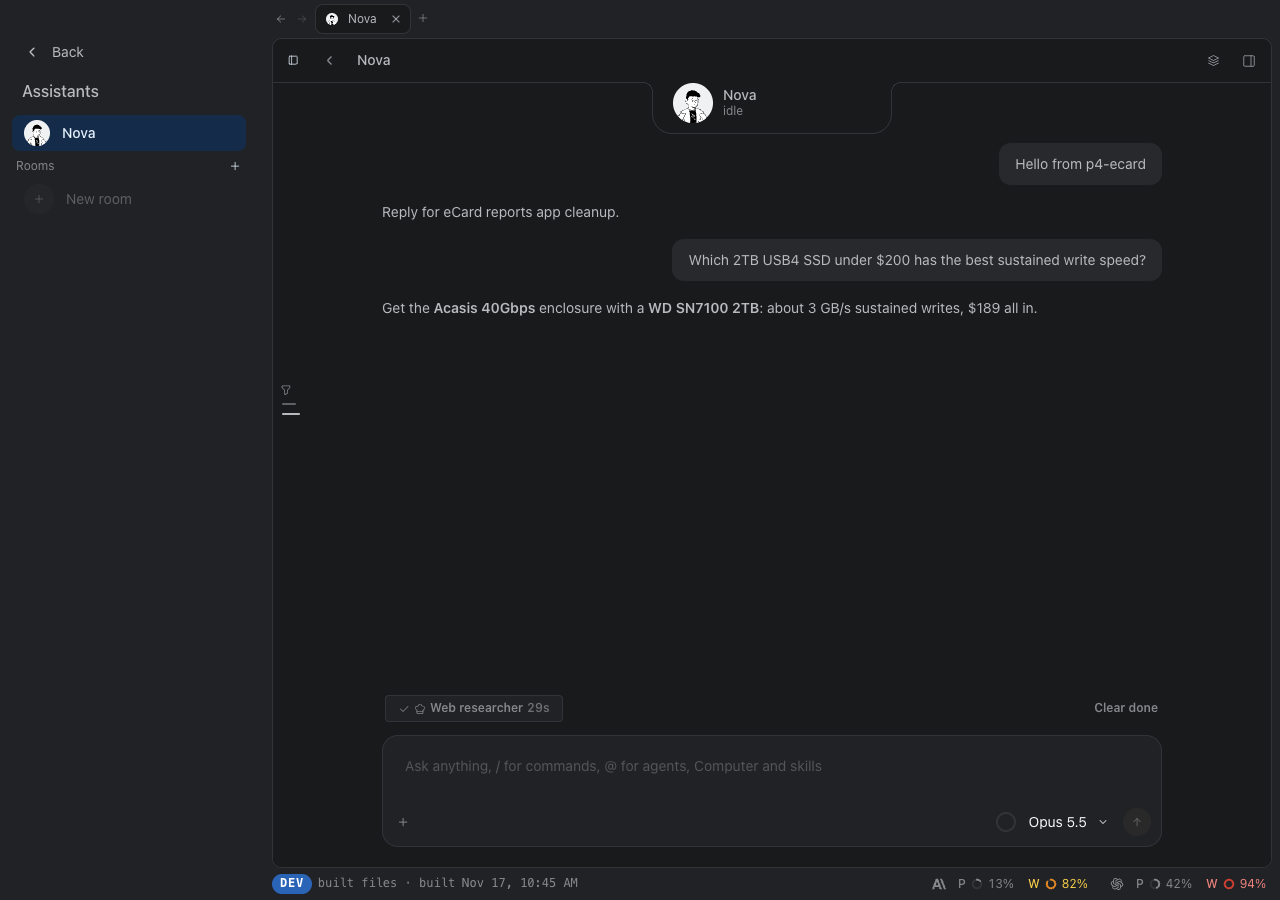 Nova
Back
Nova
Assistants
Nova
idle
Nova
Rooms
Hello from p4-ecard
New room
Reply for eCard reports app cleanup.
Which 2TB USB4 SSD under $200 has the best sustained write speed?
Get the Acasis 40Gbps enclosure with a WD SN7100 2TB: about 3 GB/s sustained writes, $189 all in.
Web researcher 29s
Clear done
Ask anything, / for commands, @ for agents, Computer and skills
Opus 5.5
DEV built files · built Nov 17, 10:45 AM
P 13% W 82% P 42% W 94%